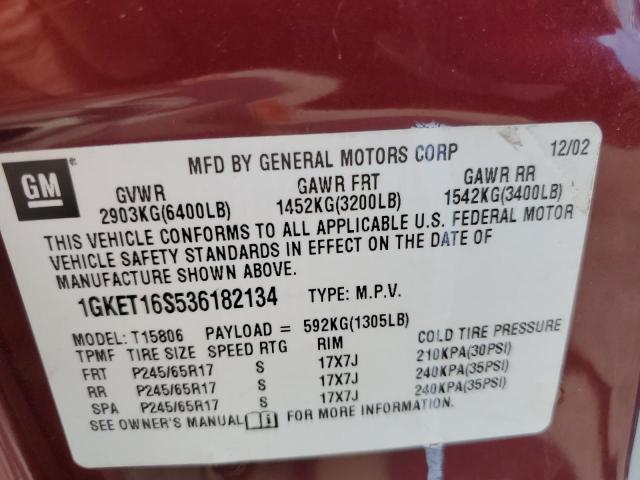 GM
MFD BY GENERAL MOTORS CORP 12/02
GVWR GAWR FRT GAWR RR
2903KG(6400LB) 1452KG(3200LB) 1542KG(3400LB)
THIS VEHICLE CONFORMS TO ALL APPLICABLE U.S. FEDERAL MOTOR
VEHICLE SAFETY STANDARDS IN EFFECT ON THE DATE OF
MANUFACTURE SHOWN ABOVE.
1GKET16S536182134 TYPE: M.P.V.
MODEL: T15806 PAYLOAD = 592KG(1305LB)
TPMF TIRE SIZE SPEED RTG RIM COLD TIRE PRESSURE
FRT P245/65R17 S 17X7J 210KPA(30PSI)
RR P245/65R17 S 17X7J 240KPA(35PSI)
SPA P245/65R17 S 17X7J 240KPA(35PSI)
SEE OWNER'S MANUAL FOR MORE INFORMATION.